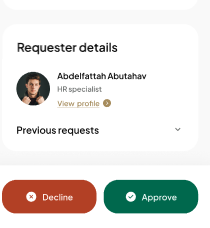 Requester details
Abdelfattah Abutahav
HR specialist
View profile
Previous requests
Decline
Approve